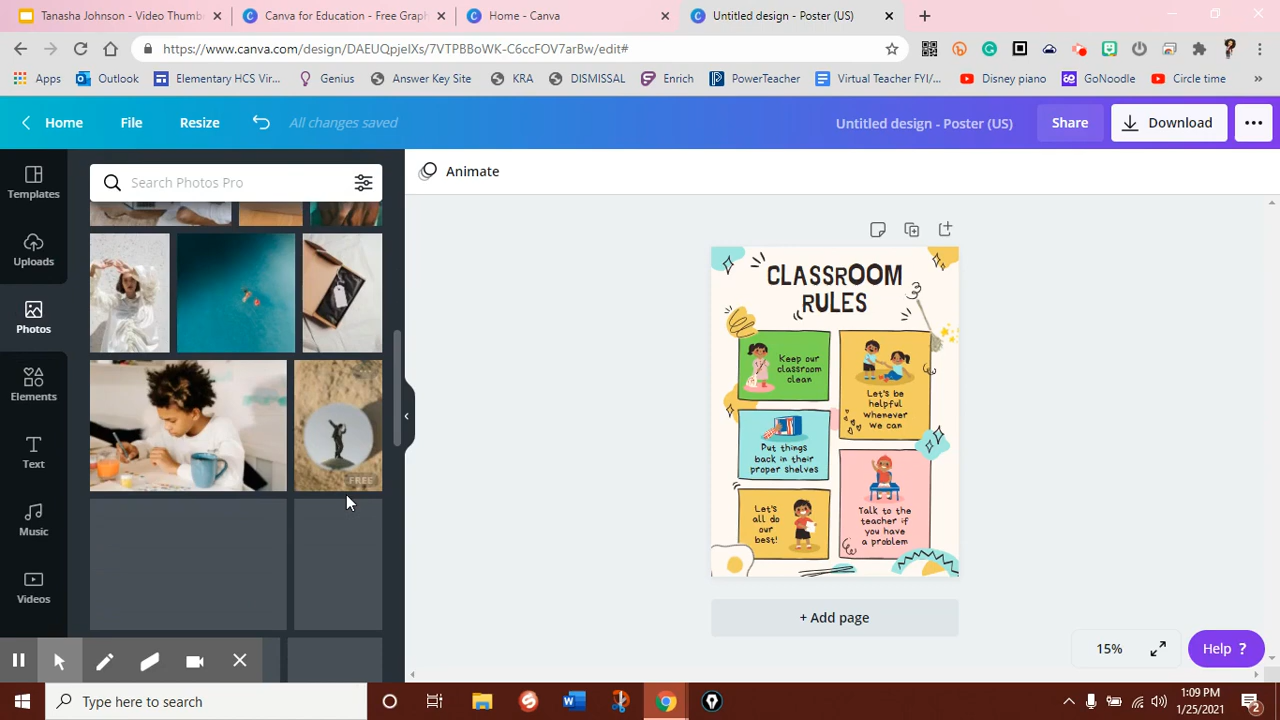 Tanasha Johnson - Video Thumb
Canva for Education - Free Grap
Home - Canva
Untitled design - Poster (US)
https://www.canva.com/design/DAEUQpjeIXs/7VTPBBoWK-C6ccFOV7arBw/edit#
Apps
Outlook
Elementary HCS Vir...
Genius
Answer Key Site
KRA
DISMISSAL
Enrich
PowerTeacher
Virtual Teacher FYI/...
Disney piano
GoNoodle
Circle time
»
Home
File
Resize
All changes saved
Untitled design - Poster (US)
Share
Download
Templates
Uploads
Photos
Elements
Text
Music
Videos
Search Photos Pro
FREE
Animate
CLASSROOM
RULES
Keep our
classroom
clean
Let's be
helpful
whenever
we can
Put things
back in their
proper shelves
Talk to the
teacher if
you have
a problem
Let's
all do
our
best!
+ Add page
15%
Help ?
Type here to search
1:09 PM
1/25/2021
2